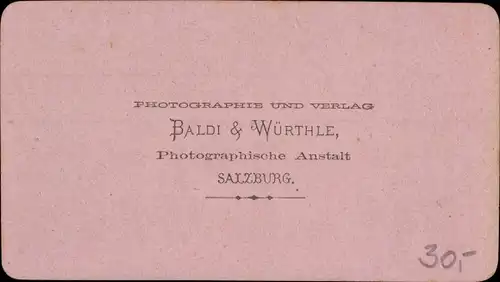 PHOTOGRAPHIE UND VERLAG
BALDI & WÜRTHLE,
Photographische Anstalt
SALZBURG.
30,-